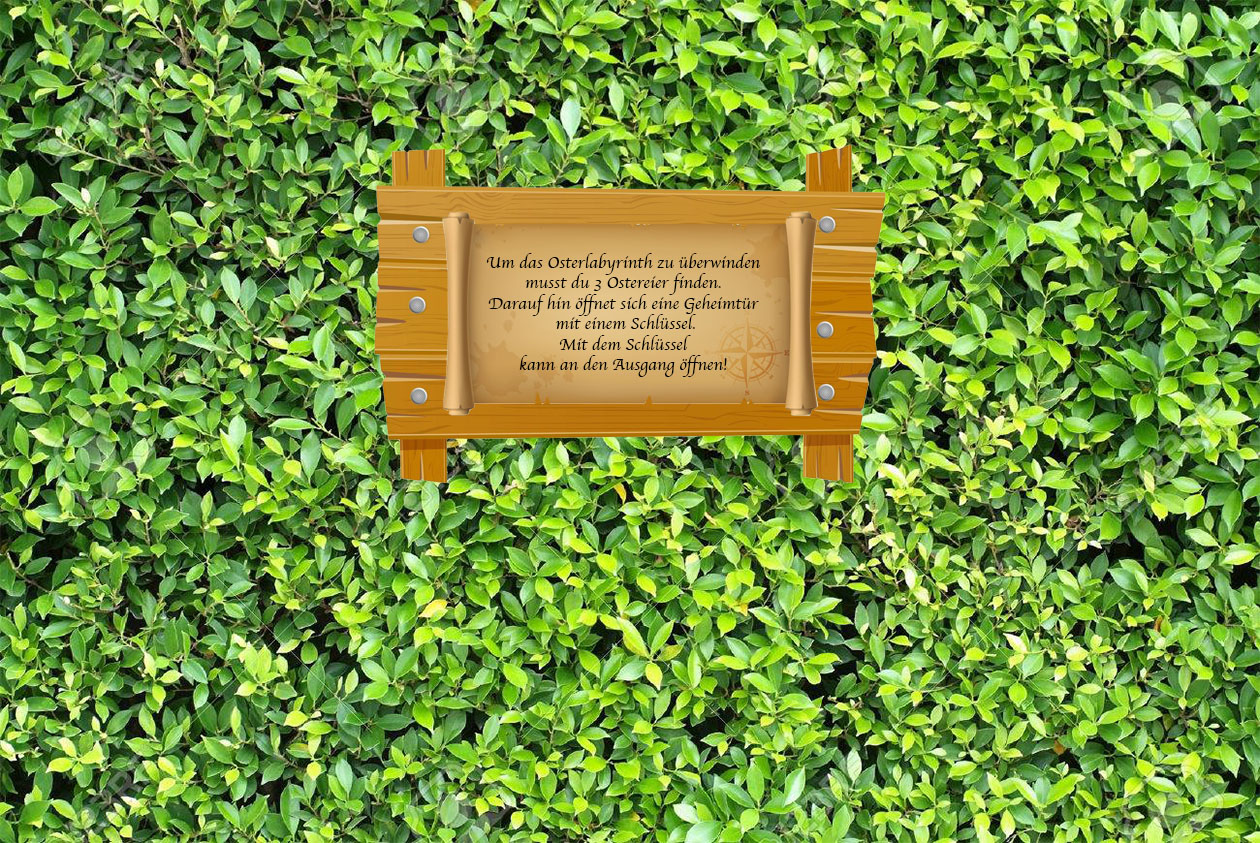 Um das Osterlabyrinth zu überwinden
musst du 3 Ostereier finden.
Darauf hin öffnet sich eine Geheimtür
mit einem Schlüssel.
Mit dem Schlüssel
kann an den Ausgang öffnen!